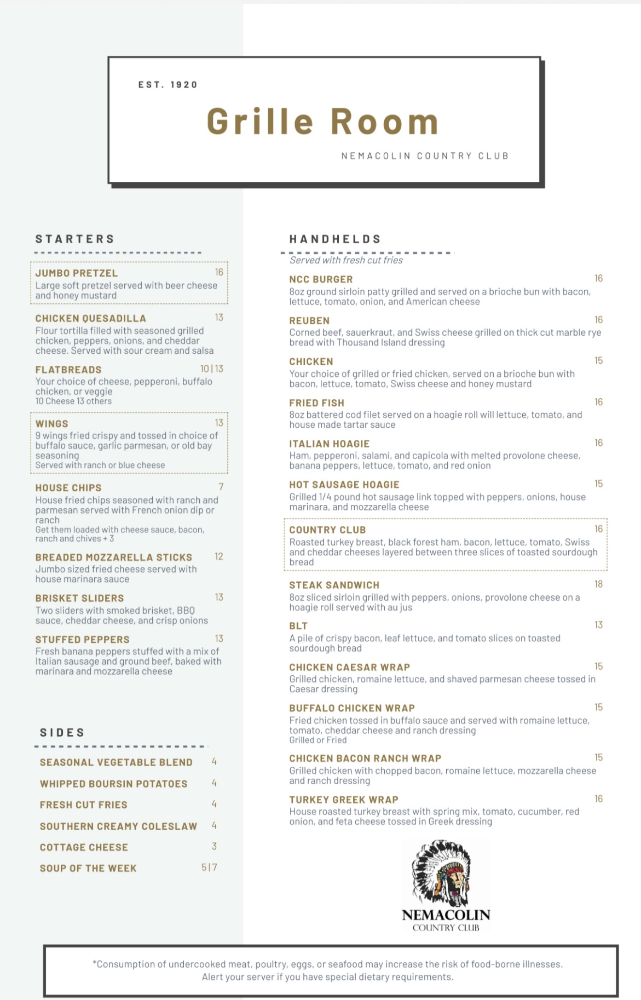 EST. 1920
Grille Room
NEMACOLIN COUNTRY CLUB
STARTERS
JUMBO PRETZEL 16
Large soft pretzel served with beer cheese
and honey mustard
CHICKEN QUESADILLA 13
Flour tortilla filled with seasoned grilled
chicken, peppers, onions, and cheddar
cheese. Served with sour cream and salsa
FLATBREADS 10|13
Your choice of cheese, pepperoni, buffalo
chicken, or veggie
10 Cheese 13 others
WINGS 13
9 wings fried crispy and tossed in choice of
buffalo sauce, garlic parmesan, or old bay
seasoning
Served with ranch or blue cheese
HOUSE CHIPS 7
House fried chips seasoned with ranch and
parmesan served with French onion dip or
ranch
Get them loaded with cheese sauce, bacon,
ranch and chives + 3
BREADED MOZZARELLA STICKS 12
Jumbo sized fried cheese served with
house marinara sauce
BRISKET SLIDERS 13
Two sliders with smoked brisket, BBQ
sauce, cheddar cheese, and crisp onions
STUFFED PEPPERS 13
Fresh banana peppers stuffed with a mix of
Italian sausage and ground beef, baked with
marinara and mozzarella cheese
SIDES
SEASONAL VEGETABLE BLEND 4
WHIPPED BOURSIN POTATOES 4
FRESH CUT FRIES 4
SOUTHERN CREAMY COLESLAW 4
COTTAGE CHEESE 3
SOUP OF THE WEEK 5|7
HANDHELDS
Served with fresh cut fries
NCC BURGER 16
8oz ground sirloin patty grilled and served on a brioche bun with bacon,
lettuce, tomato, onion, and American cheese
REUBEN 16
Corned beef, sauerkraut, and Swiss cheese grilled on thick cut marble rye
bread with Thousand Island dressing
CHICKEN 15
Your choice of grilled or fried chicken, served on a brioche bun with
bacon, lettuce, tomato, Swiss cheese and honey mustard
FRIED FISH 16
8oz battered cod filet served on a hoagie roll will lettuce, tomato, and
house made tartar sauce
ITALIAN HOAGIE 16
Ham, pepperoni, salami, and capicola with melted provolone cheese,
banana peppers, lettuce, tomato, and red onion
HOT SAUSAGE HOAGIE 15
Grilled 1/4 pound hot sausage link topped with peppers, onions, house
marinara, and mozzarella cheese
COUNTRY CLUB 16
Roasted turkey breast, black forest ham, bacon, lettuce, tomato, Swiss
and cheddar cheeses layered between three slices of toasted sourdough
bread
STEAK SANDWICH 18
8oz sliced sirloin grilled with peppers, onions, provolone cheese on a
hoagie roll served with au jus
BLT 13
A pile of crispy bacon, leaf lettuce, and tomato slices on toasted
sourdough bread
CHICKEN CAESAR WRAP 15
Grilled chicken, romaine lettuce, and shaved parmesan cheese tossed in
Caesar dressing
BUFFALO CHICKEN WRAP 15
Fried chicken tossed in buffalo sauce and served with romaine lettuce,
tomato, cheddar cheese and ranch dressing
Grilled or Fried
CHICKEN BACON RANCH WRAP 15
Grilled chicken with chopped bacon, romaine lettuce, mozzarella cheese
and ranch dressing
TURKEY GREEK WRAP 16
House roasted turkey breast with spring mix, tomato, cucumber, red
onion, and feta cheese tossed in Greek dressing
NEMACOLIN
COUNTRY CLUB
*Consumption of undercooked meat, poultry, eggs, or seafood may increase the risk of food-borne illnesses.
Alert your server if you have special dietary requirements.